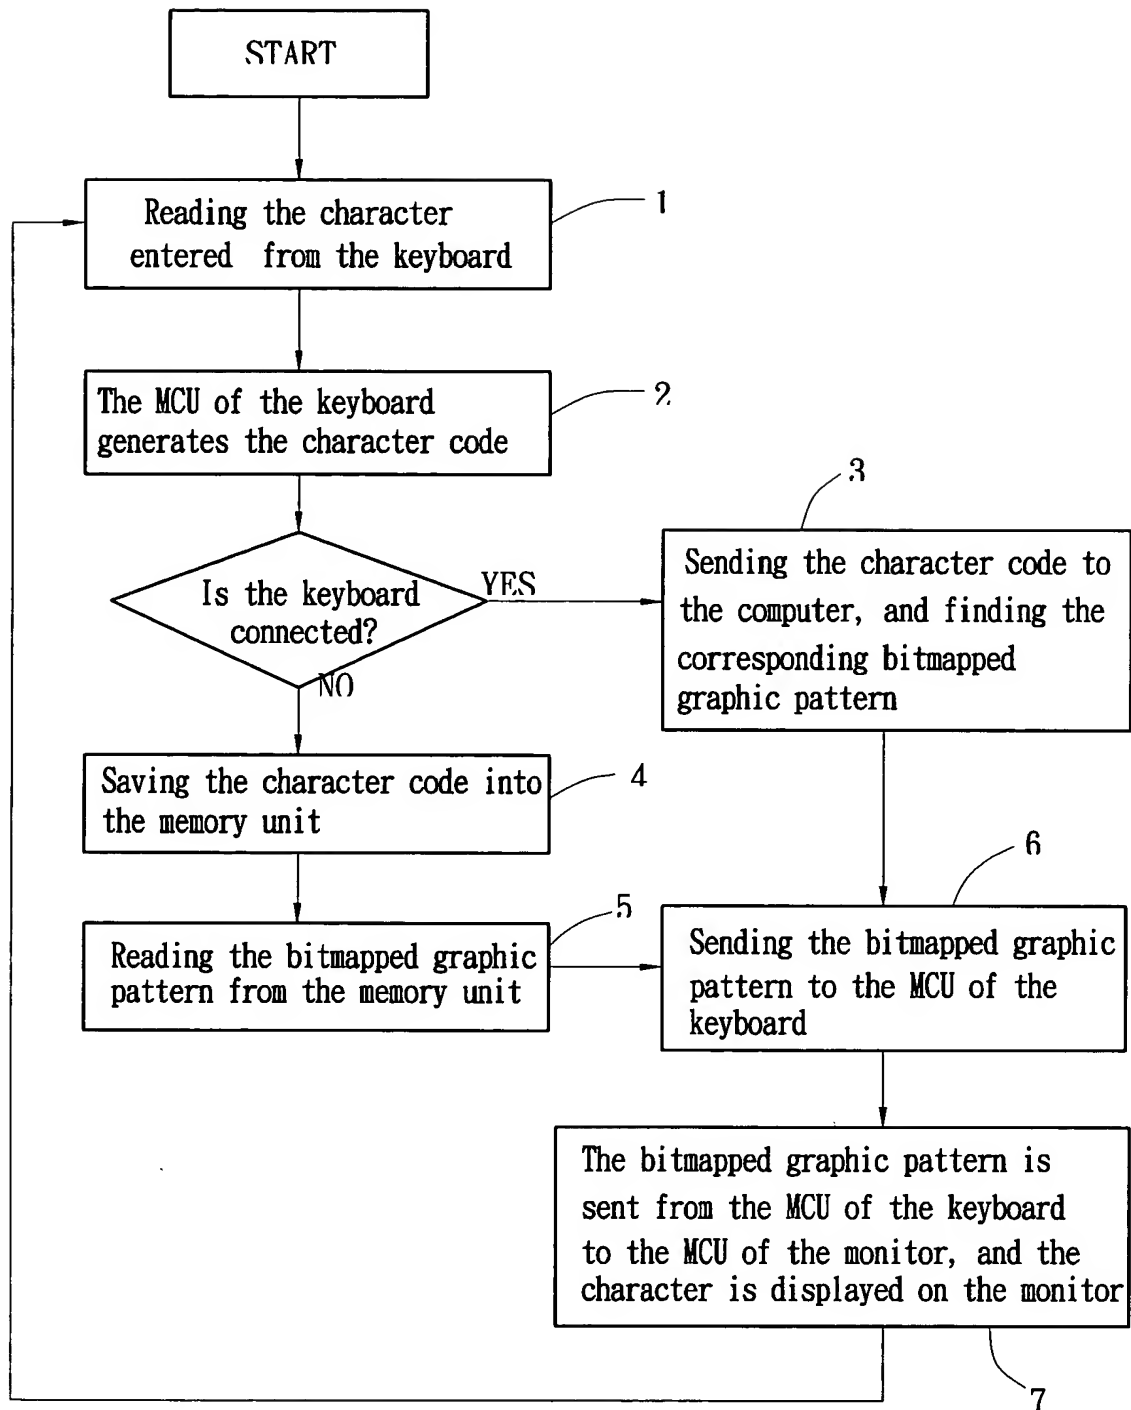 START
1
Reading the character
entered from the keyboard
2
The MCU of the keyboard
generates the character code
3
Is the keyboard
connected?
YES
NO
Sending the character code to
the computer, and finding the
corresponding bitmapped
graphic pattern
4
Saving the character code into
the memory unit
5
Reading the bitmapped graphic
pattern from the memory unit
6
Sending the bitmapped graphic
pattern to the MCU of the
keyboard
The bitmapped graphic pattern is
sent from the MCU of the keyboard
to the MCU of the monitor, and the
character is displayed on the monitor
7